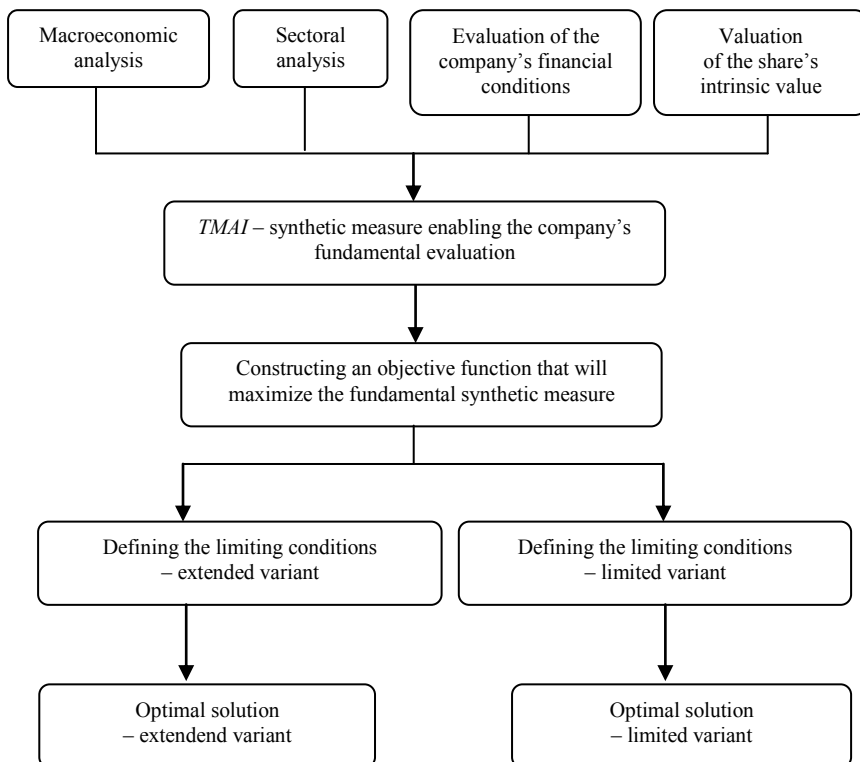 Macroeconomic
analysis
Sectoral
analysis
Evaluation of the
company’s financial
conditions
Valuation
of the share’s
intrinsic value
TMAI – synthetic measure enabling the company’s
fundamental evaluation
Constructing an objective function that will
maximize the fundamental synthetic measure
Defining the limiting conditions
– extended variant
Defining the limiting conditions
– limited variant
Optimal solution
– extendend variant
Optimal solution
– limited variant